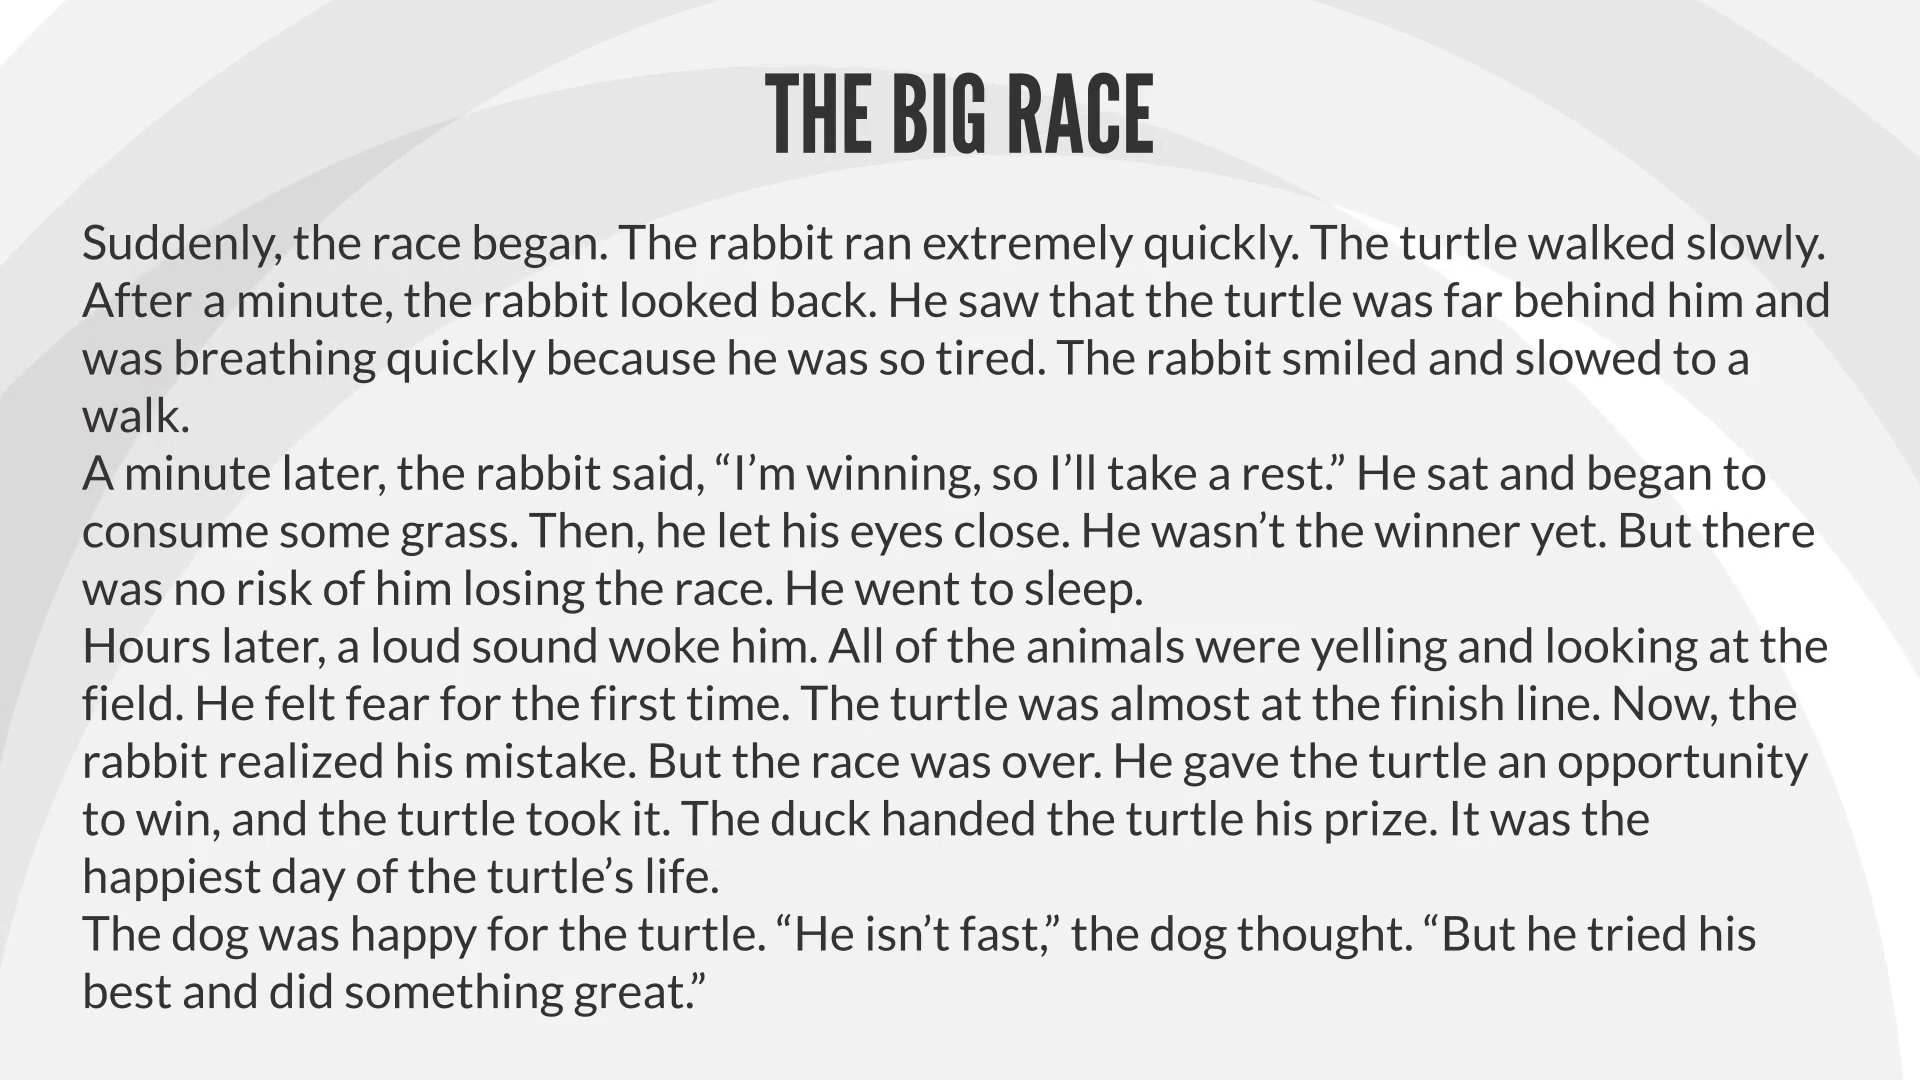 THE BIG RACE
Suddenly, the race began. The rabbit ran extremely quickly. The turtle walked slowly.
After a minute, the rabbit looked back. He saw that the turtle was far behind him and
was breathing quickly because he was so tired. The rabbit smiled and slowed to a
walk.
A minute later, the rabbit said, “I’m winning, so I’ll take a rest.” He sat and began to
consume some grass. Then, he let his eyes close. He wasn’t the winner yet. But there
was no risk of him losing the race. He went to sleep.
Hours later, a loud sound woke him. All of the animals were yelling and looking at the
field. He felt fear for the first time. The turtle was almost at the finish line. Now, the
rabbit realized his mistake. But the race was over. He gave the turtle an opportunity
to win, and the turtle took it. The duck handed the turtle his prize. It was the
happiest day of the turtle’s life.
The dog was happy for the turtle. “He isn’t fast,” the dog thought. “But he tried his
best and did something great.”